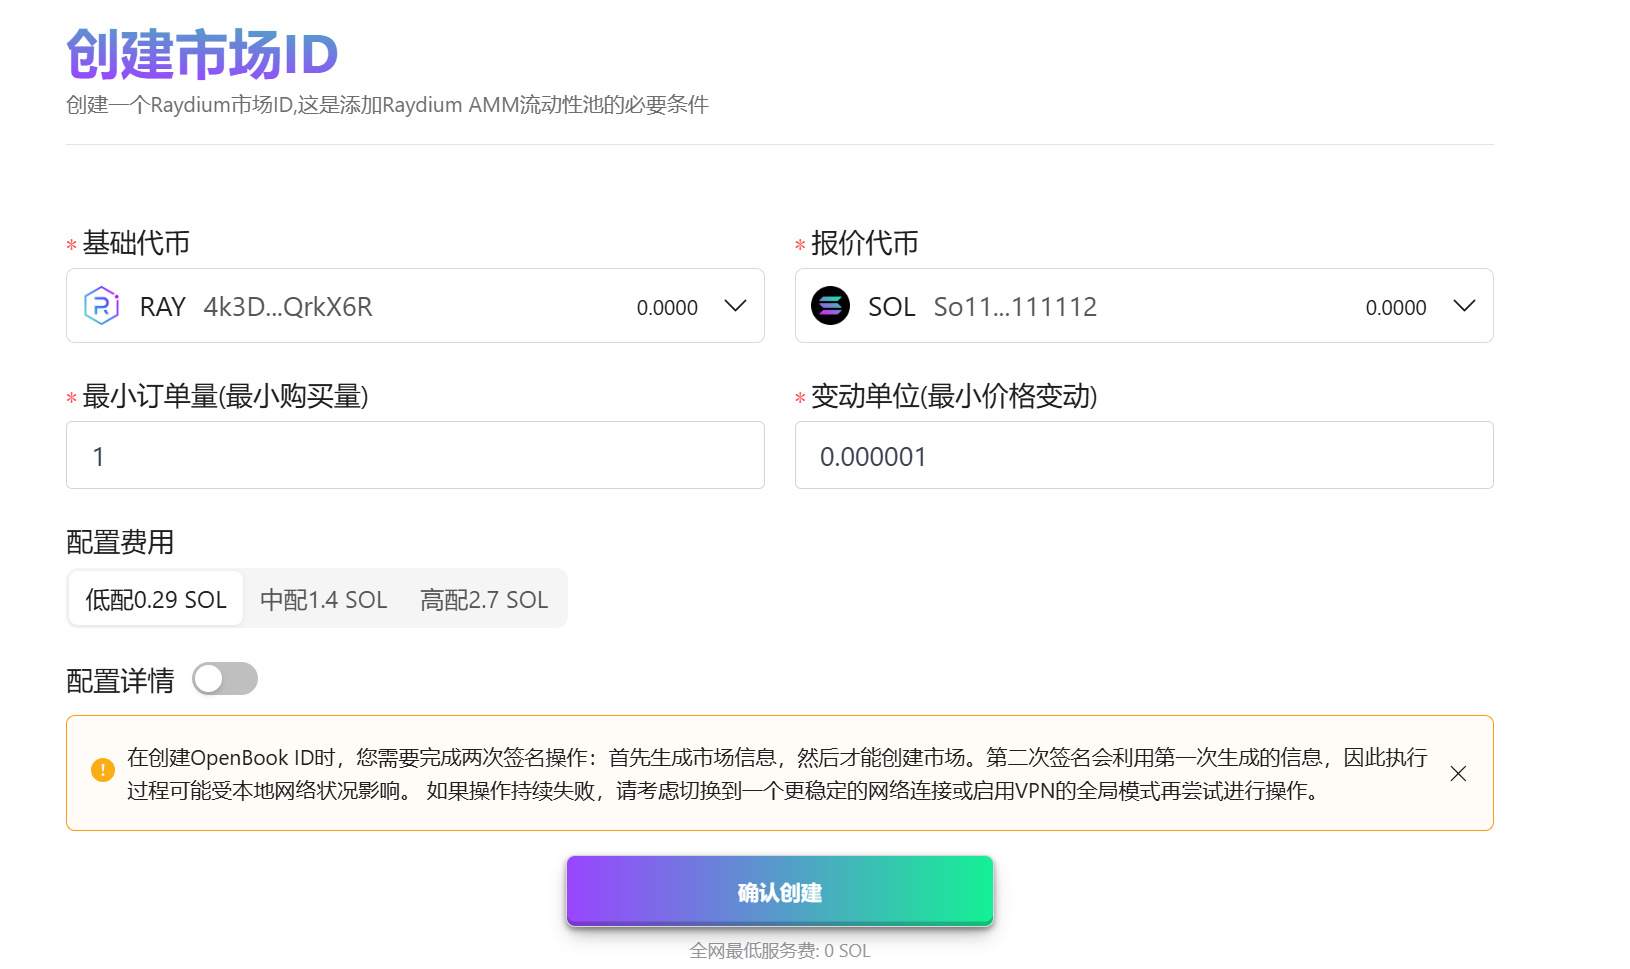 创建市场ID
创建一个Raydium市场ID,这是添加Raydium AMM流动性池的必要条件
* 基础代币
* 报价代币
RAY 4k3D...QrkX6R 0.0000
SOL So11...111112 0.0000
* 最小订单量(最小购买量)
* 变动单位(最小价格变动)
1
0.000001
配置费用
低配0.29 SOL 中配1.4 SOL 高配2.7 SOL
配置详情
在创建OpenBook ID时，您需要完成两次签名操作：首先生成市场信息，然后才能创建市场。第二次签名会利用第一次生成的信息，因此执行
过程可能受本地网络状况影响。 如果操作持续失败，请考虑切换到一个更稳定的网络连接或启用VPN的全局模式再尝试进行操作。
确认创建
全网最低服务费: 0 SOL